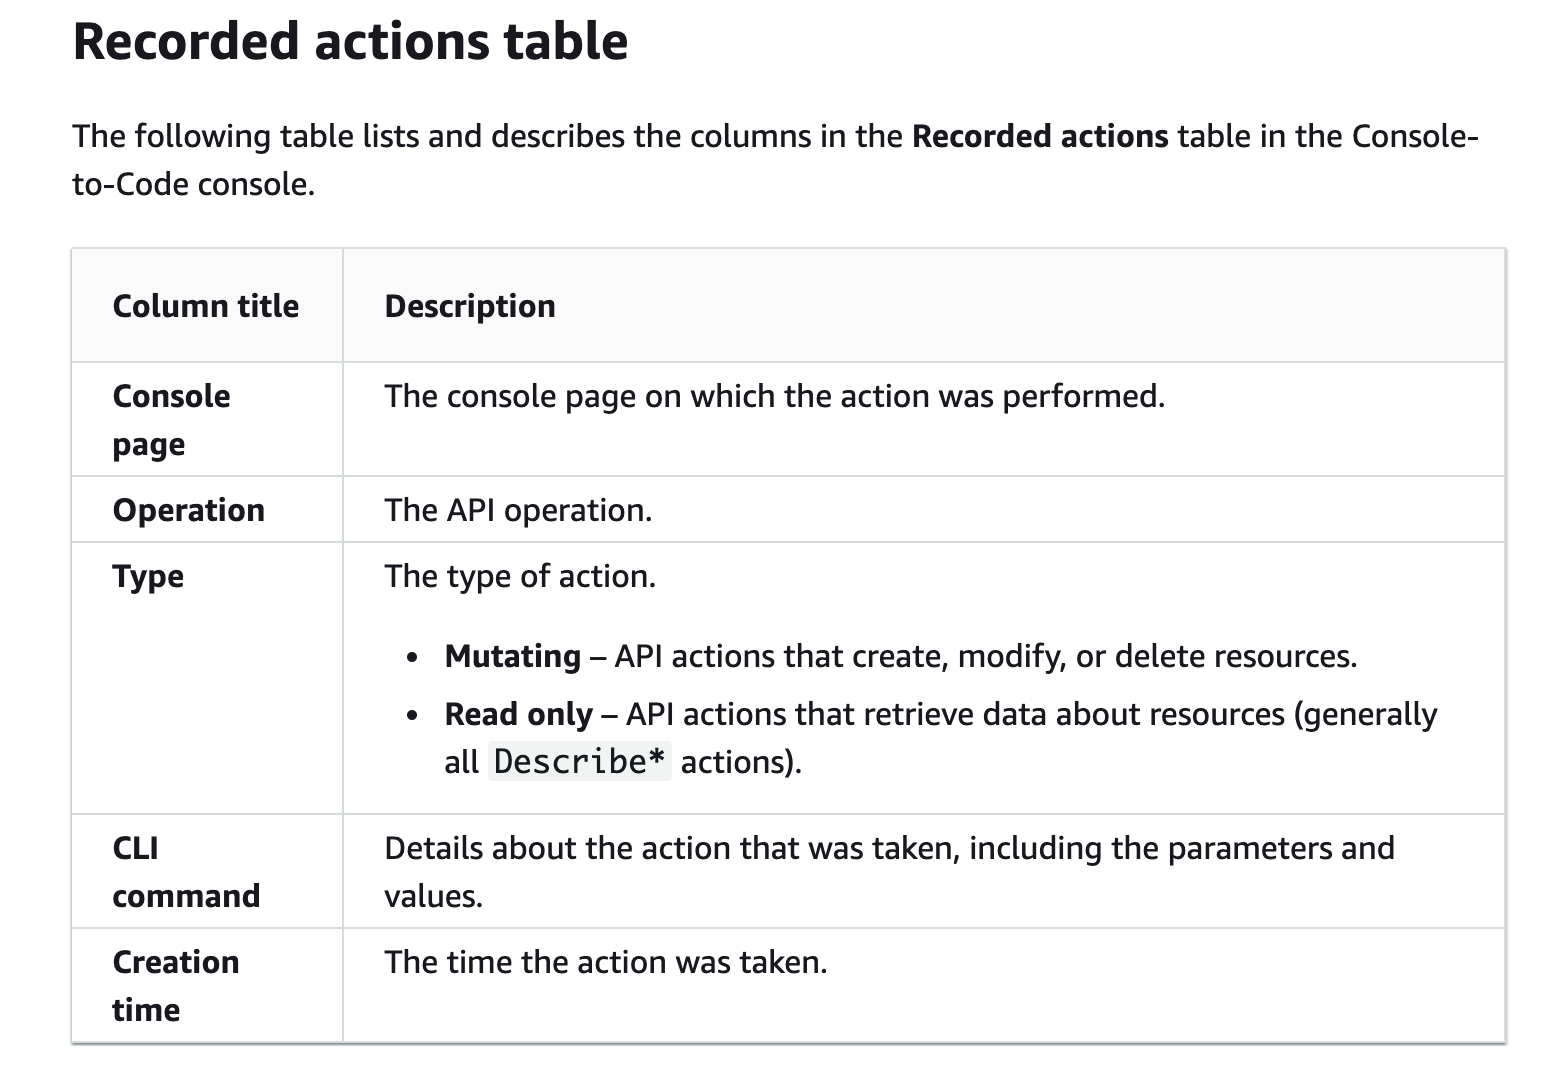 Recorded actions table
The following table lists and describes the columns in the Recorded actions table in the Console-
to-Code console.
Column title
Description
Console
page
The console page on which the action was performed.
Operation
The API operation.
Type
The type of action.
• Mutating – API actions that create, modify, or delete resources.
• Read only – API actions that retrieve data about resources (generally
all Describe* actions).
CLI
command
Details about the action that was taken, including the parameters and
values.
Creation
time
The time the action was taken.